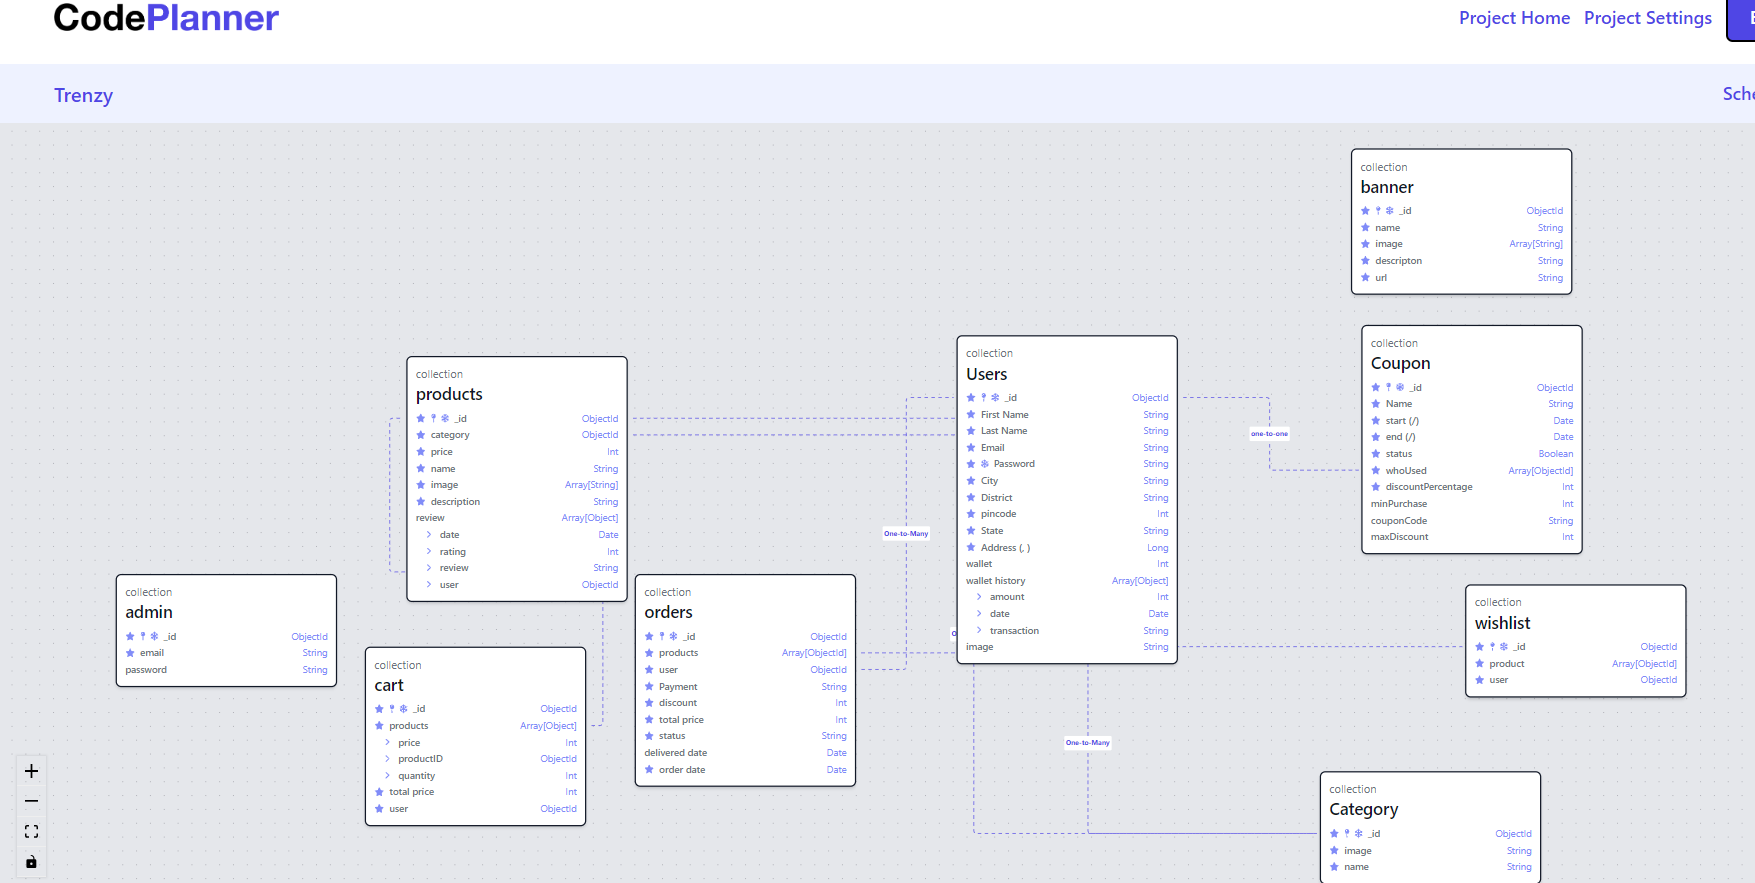 CodePlanner
Project Home Project Settings
Trenzy
collection
banner
_id ObjectId
name String
image Array[String]
descripton String
url String
collection
Coupon
_id ObjectId
Name String
start (/) Date
end (/) Date
status Boolean
whoUsed Array[ObjectId]
discountPercentage Int
minPurchase Int
couponCode String
maxDiscount Int
collection
Users
_id ObjectId
First Name String
Last Name String
Email String
Password String
City String
District String
pincode Int
State String
Address (, ) Long
wallet Int
wallet history Array[Object]
amount Int
date Date
transaction String
image String
one-to-one
collection
products
_id ObjectId
category ObjectId
price Int
name String
image Array[String]
description String
review Array[Object]
date Date
rating Int
review String
user ObjectId
One-to-Many
collection
admin
_id ObjectId
email String
password String
collection
orders
_id ObjectId
products Array[ObjectId]
user ObjectId
Payment String
discount Int
total price Int
status String
delivered date Date
order date Date
collection
wishlist
_id ObjectId
product Array[ObjectId]
user ObjectId
collection
cart
_id ObjectId
products Array[Object]
price Int
productID ObjectId
quantity Int
total price Int
user ObjectId
One-to-Many
collection
Category
_id ObjectId
image String
name String